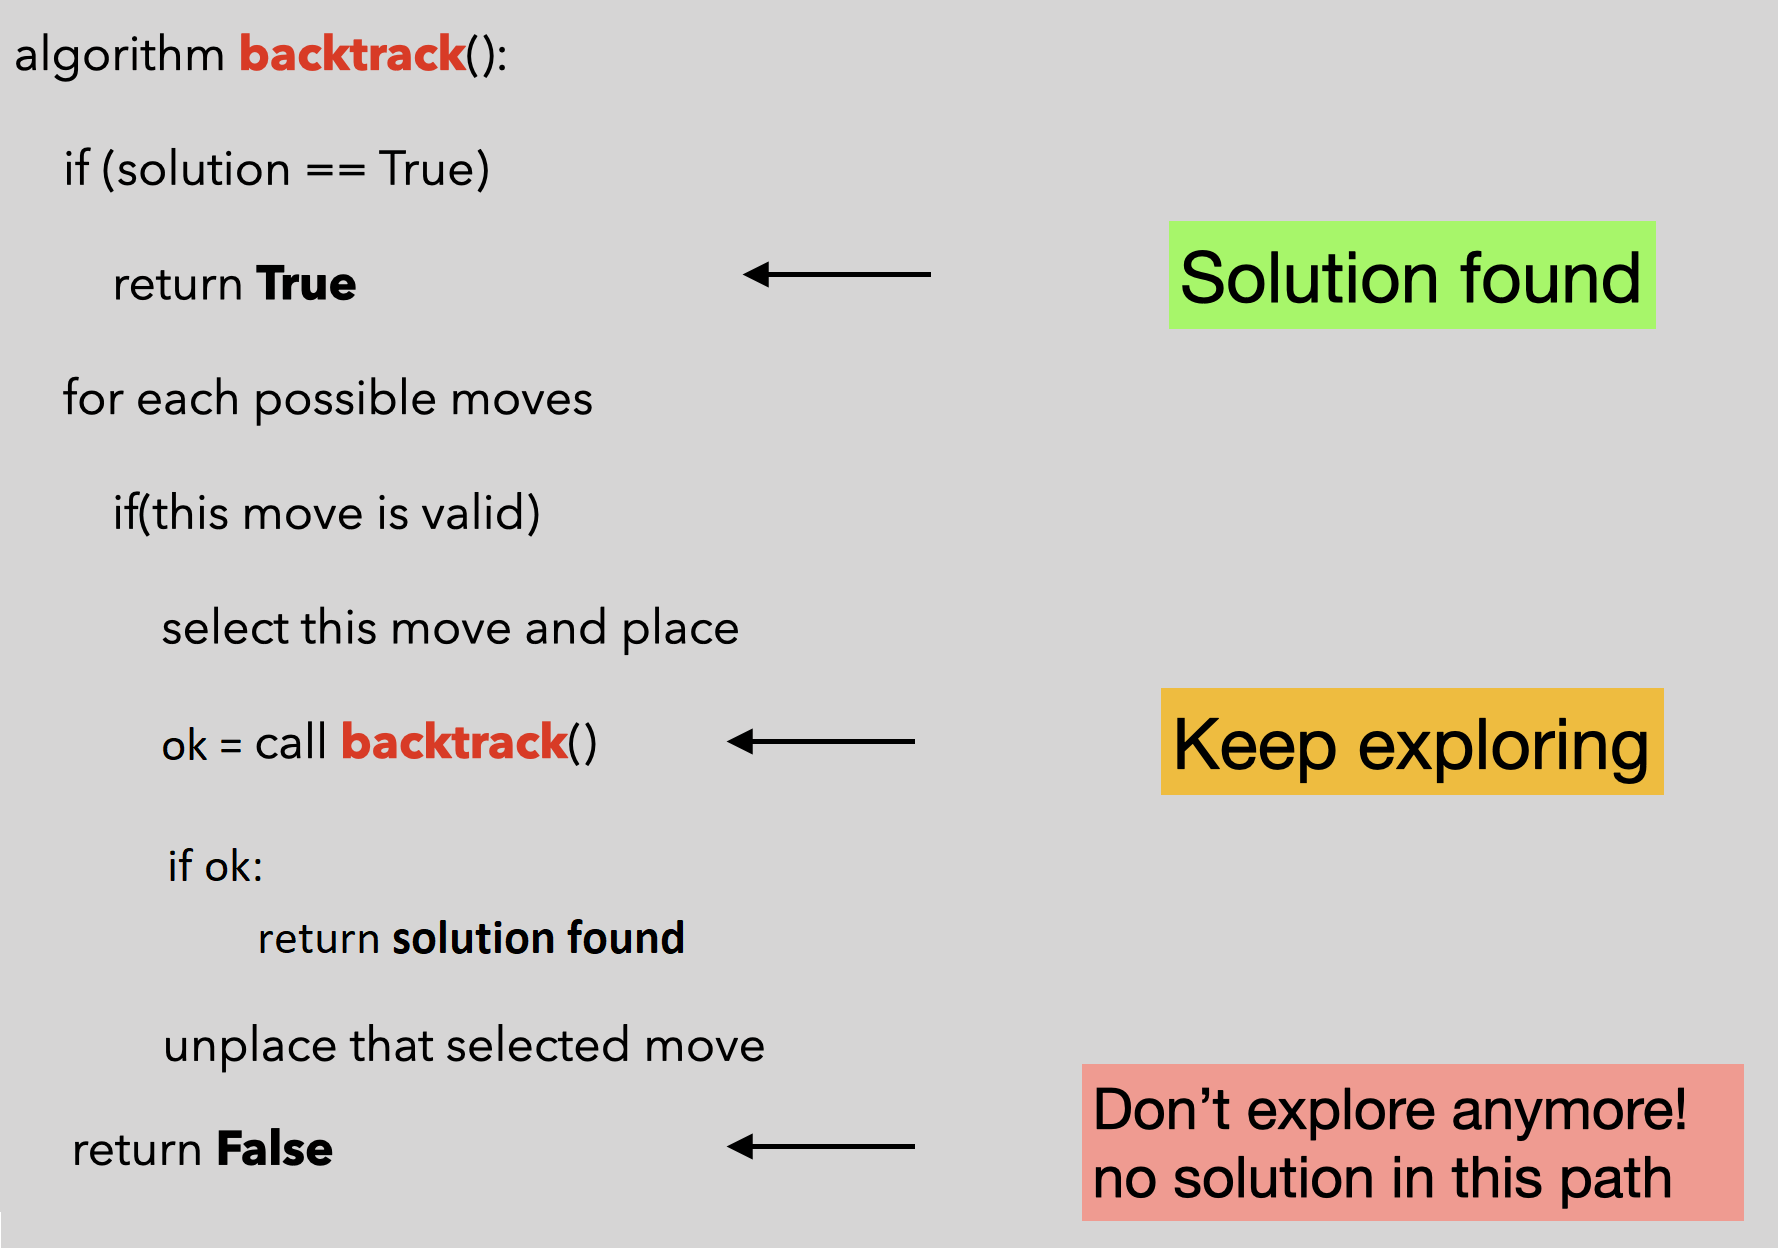 algorithm backtrack():
if (solution == True)
return True
Solution found
for each possible moves
if(this move is valid)
select this move and place
ok = call backtrack()
Keep exploring
if ok:
return solution found
unplace that selected move
return False
Don’t explore anymore!
no solution in this path